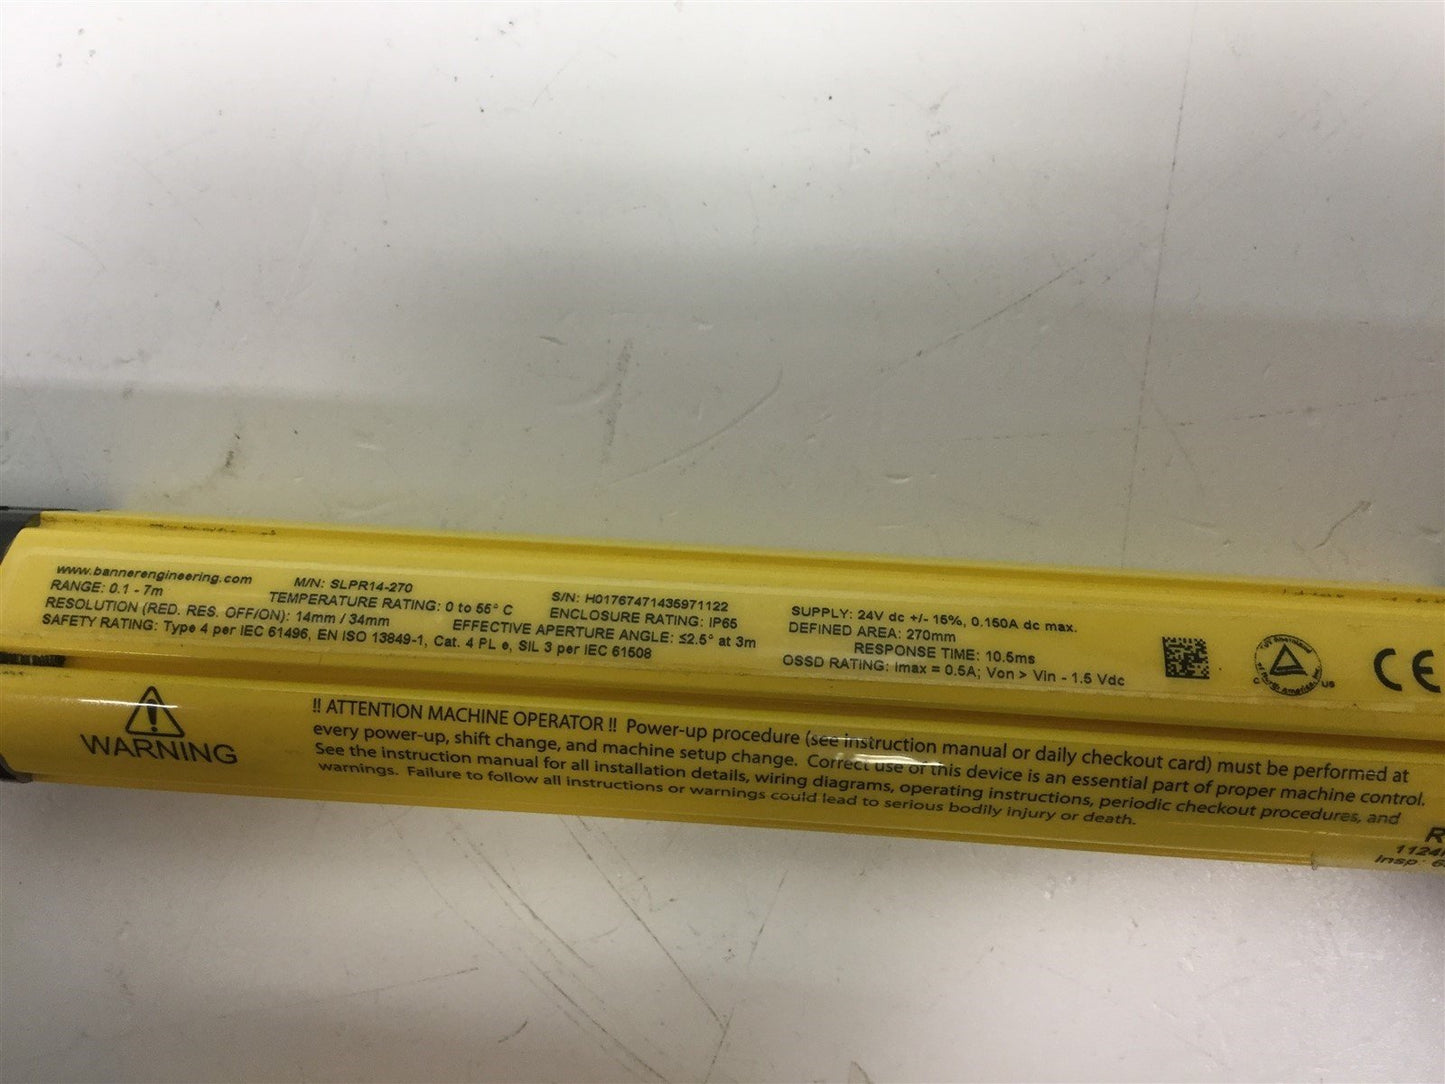 www.bannerengineering.com M/N: SLPR14-270 S/N: H01767471435971122 SUPPLY: 24V dc +/- 15%, 0.150A dc max.
RANGE: 0.1 - 7m TEMPERATURE RATING: 0 to 55° C ENCLOSURE RATING: IP65 DEFINED AREA: 270mm
RESOLUTION (RED. RES. OFF/ON): 14mm / 34mm EFFECTIVE APERTURE ANGLE: ≤2.5° at 3m RESPONSE TIME: 10.5ms
SAFETY RATING: Type 4 per IEC 61496, EN ISO 13849-1, Cat. 4 PL e, SIL 3 per IEC 61508 OSSD RATING: Imax = 0.5A; Von > Vin - 1.5 Vdc
C US
CE
WARNING
!! ATTENTION MACHINE OPERATOR !! Power-up procedure (see instruction manual or daily checkout card) must be performed at
every power-up, shift change, and machine setup change. Correct use of this device is an essential part of proper machine control.
See the instruction manual for all installation details, wiring diagrams, operating instructions, periodic checkout procedures, and
warnings. Failure to follow all instructions or warnings could lead to serious bodily injury or death.
Insp: